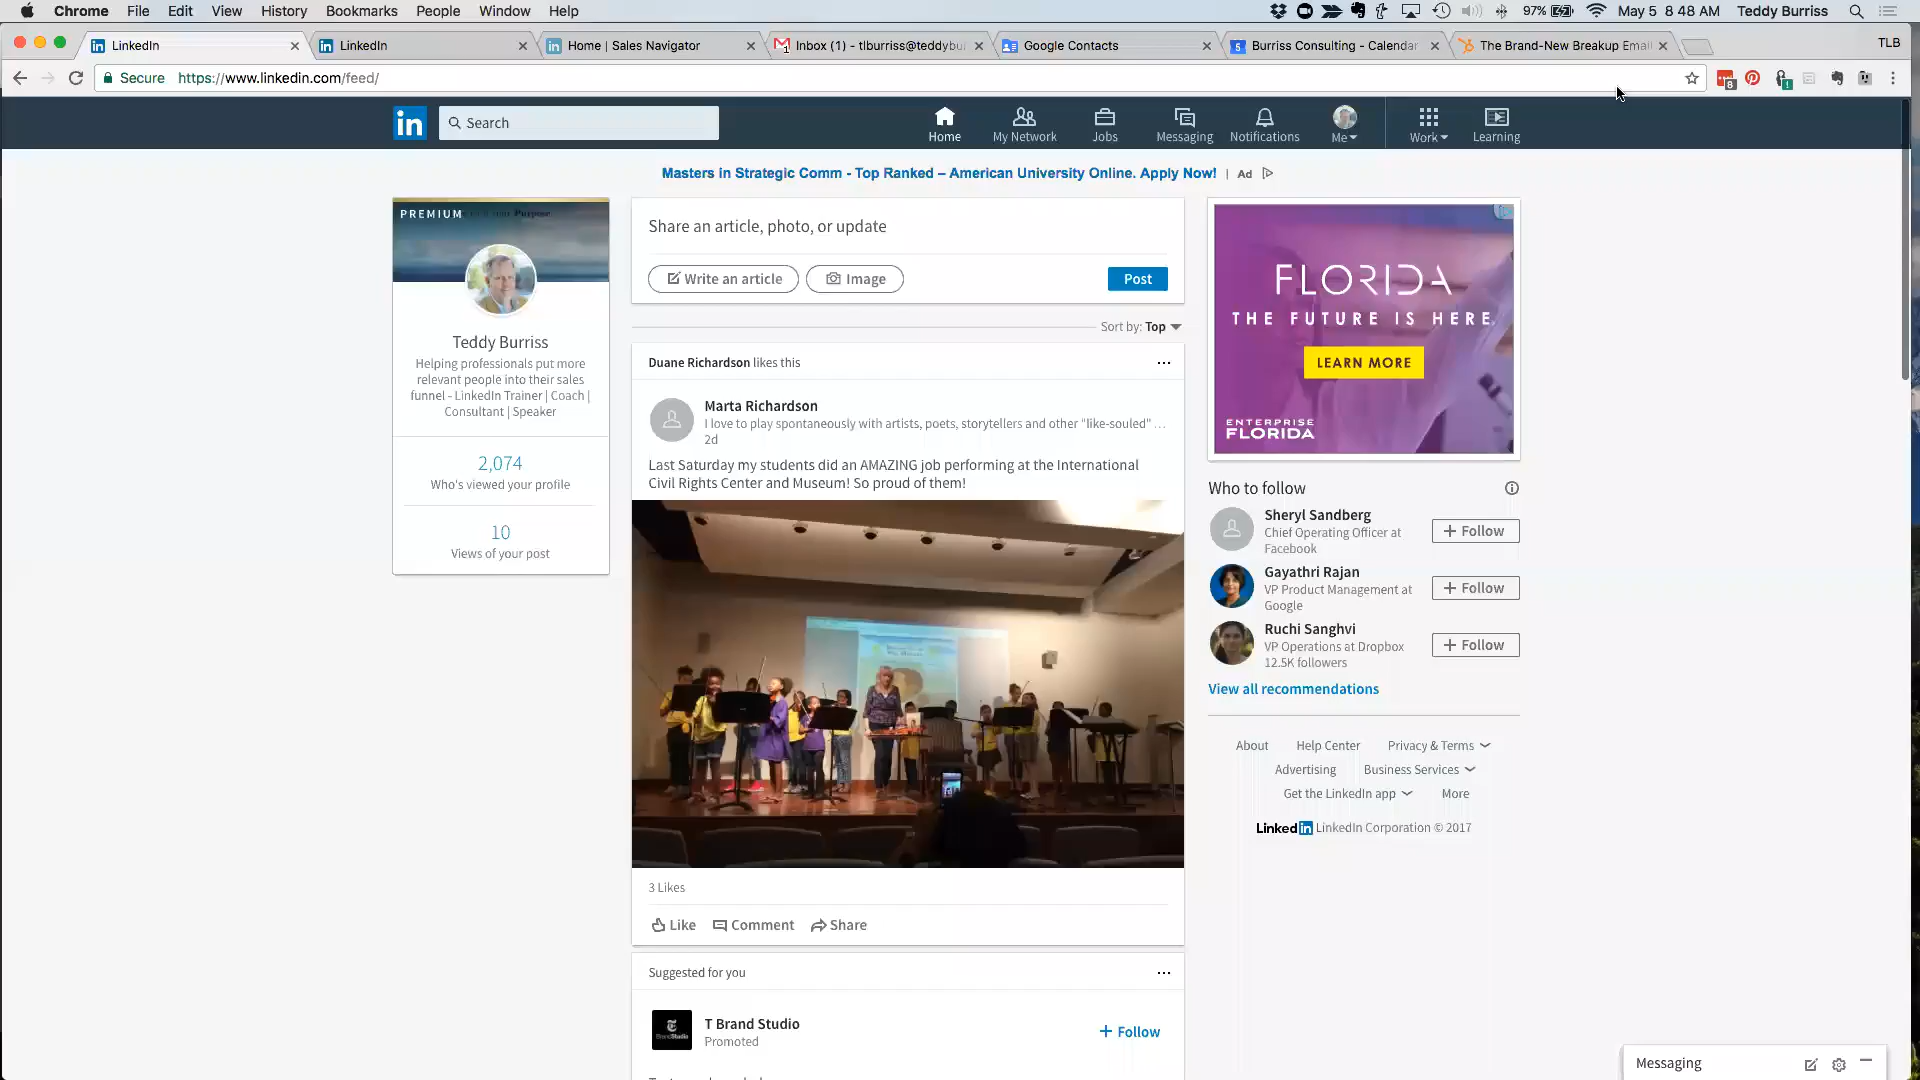 Chrome File Edit View History Bookmarks People Window Help
97% May 5 8 48 AM Teddy Burriss
LinkedIn
LinkedIn
Home | Sales Navigator
Inbox (1) - tlburriss@teddybu
Google Contacts
Burriss Consulting - Calendar
The Brand-New Breakup Email
TLB
Secure https://www.linkedin.com/feed/
in
Search
Home
My Network
Jobs
Messaging
Notifications
Me
Work
Learning
Masters in Strategic Comm - Top Ranked – American University Online. Apply Now! | Ad
PREMIUM
Purpose
Teddy Burriss
Helping professionals put more
relevant people into their sales
funnel - LinkedIn Trainer | Coach |
Consultant | Speaker
2,074
Who's viewed your profile
10
Views of your post
Share an article, photo, or update
Write an article
Image
Post
Sort by: Top
Duane Richardson likes this
Marta Richardson
I love to play spontaneously with artists, poets, storytellers and other "like-souled" ...
2d
Last Saturday my students did an AMAZING job performing at the International
Civil Rights Center and Museum! So proud of them!
3 Likes
Like Comment Share
Suggested for you
T Brand Studio
Promoted
+ Follow
FLORIDA
THE FUTURE IS HERE.
LEARN MORE
ENTERPRISE
FLORIDA
Who to follow
Sheryl Sandberg
Chief Operating Officer at
Facebook
+ Follow
Gayathri Rajan
VP Product Management at
Google
+ Follow
Ruchi Sanghvi
VP Operations at Dropbox
12.5K followers
+ Follow
View all recommendations
About Help Center Privacy & Terms
Advertising Business Services
Get the LinkedIn app More
Linked in LinkedIn Corporation © 2017
Messaging